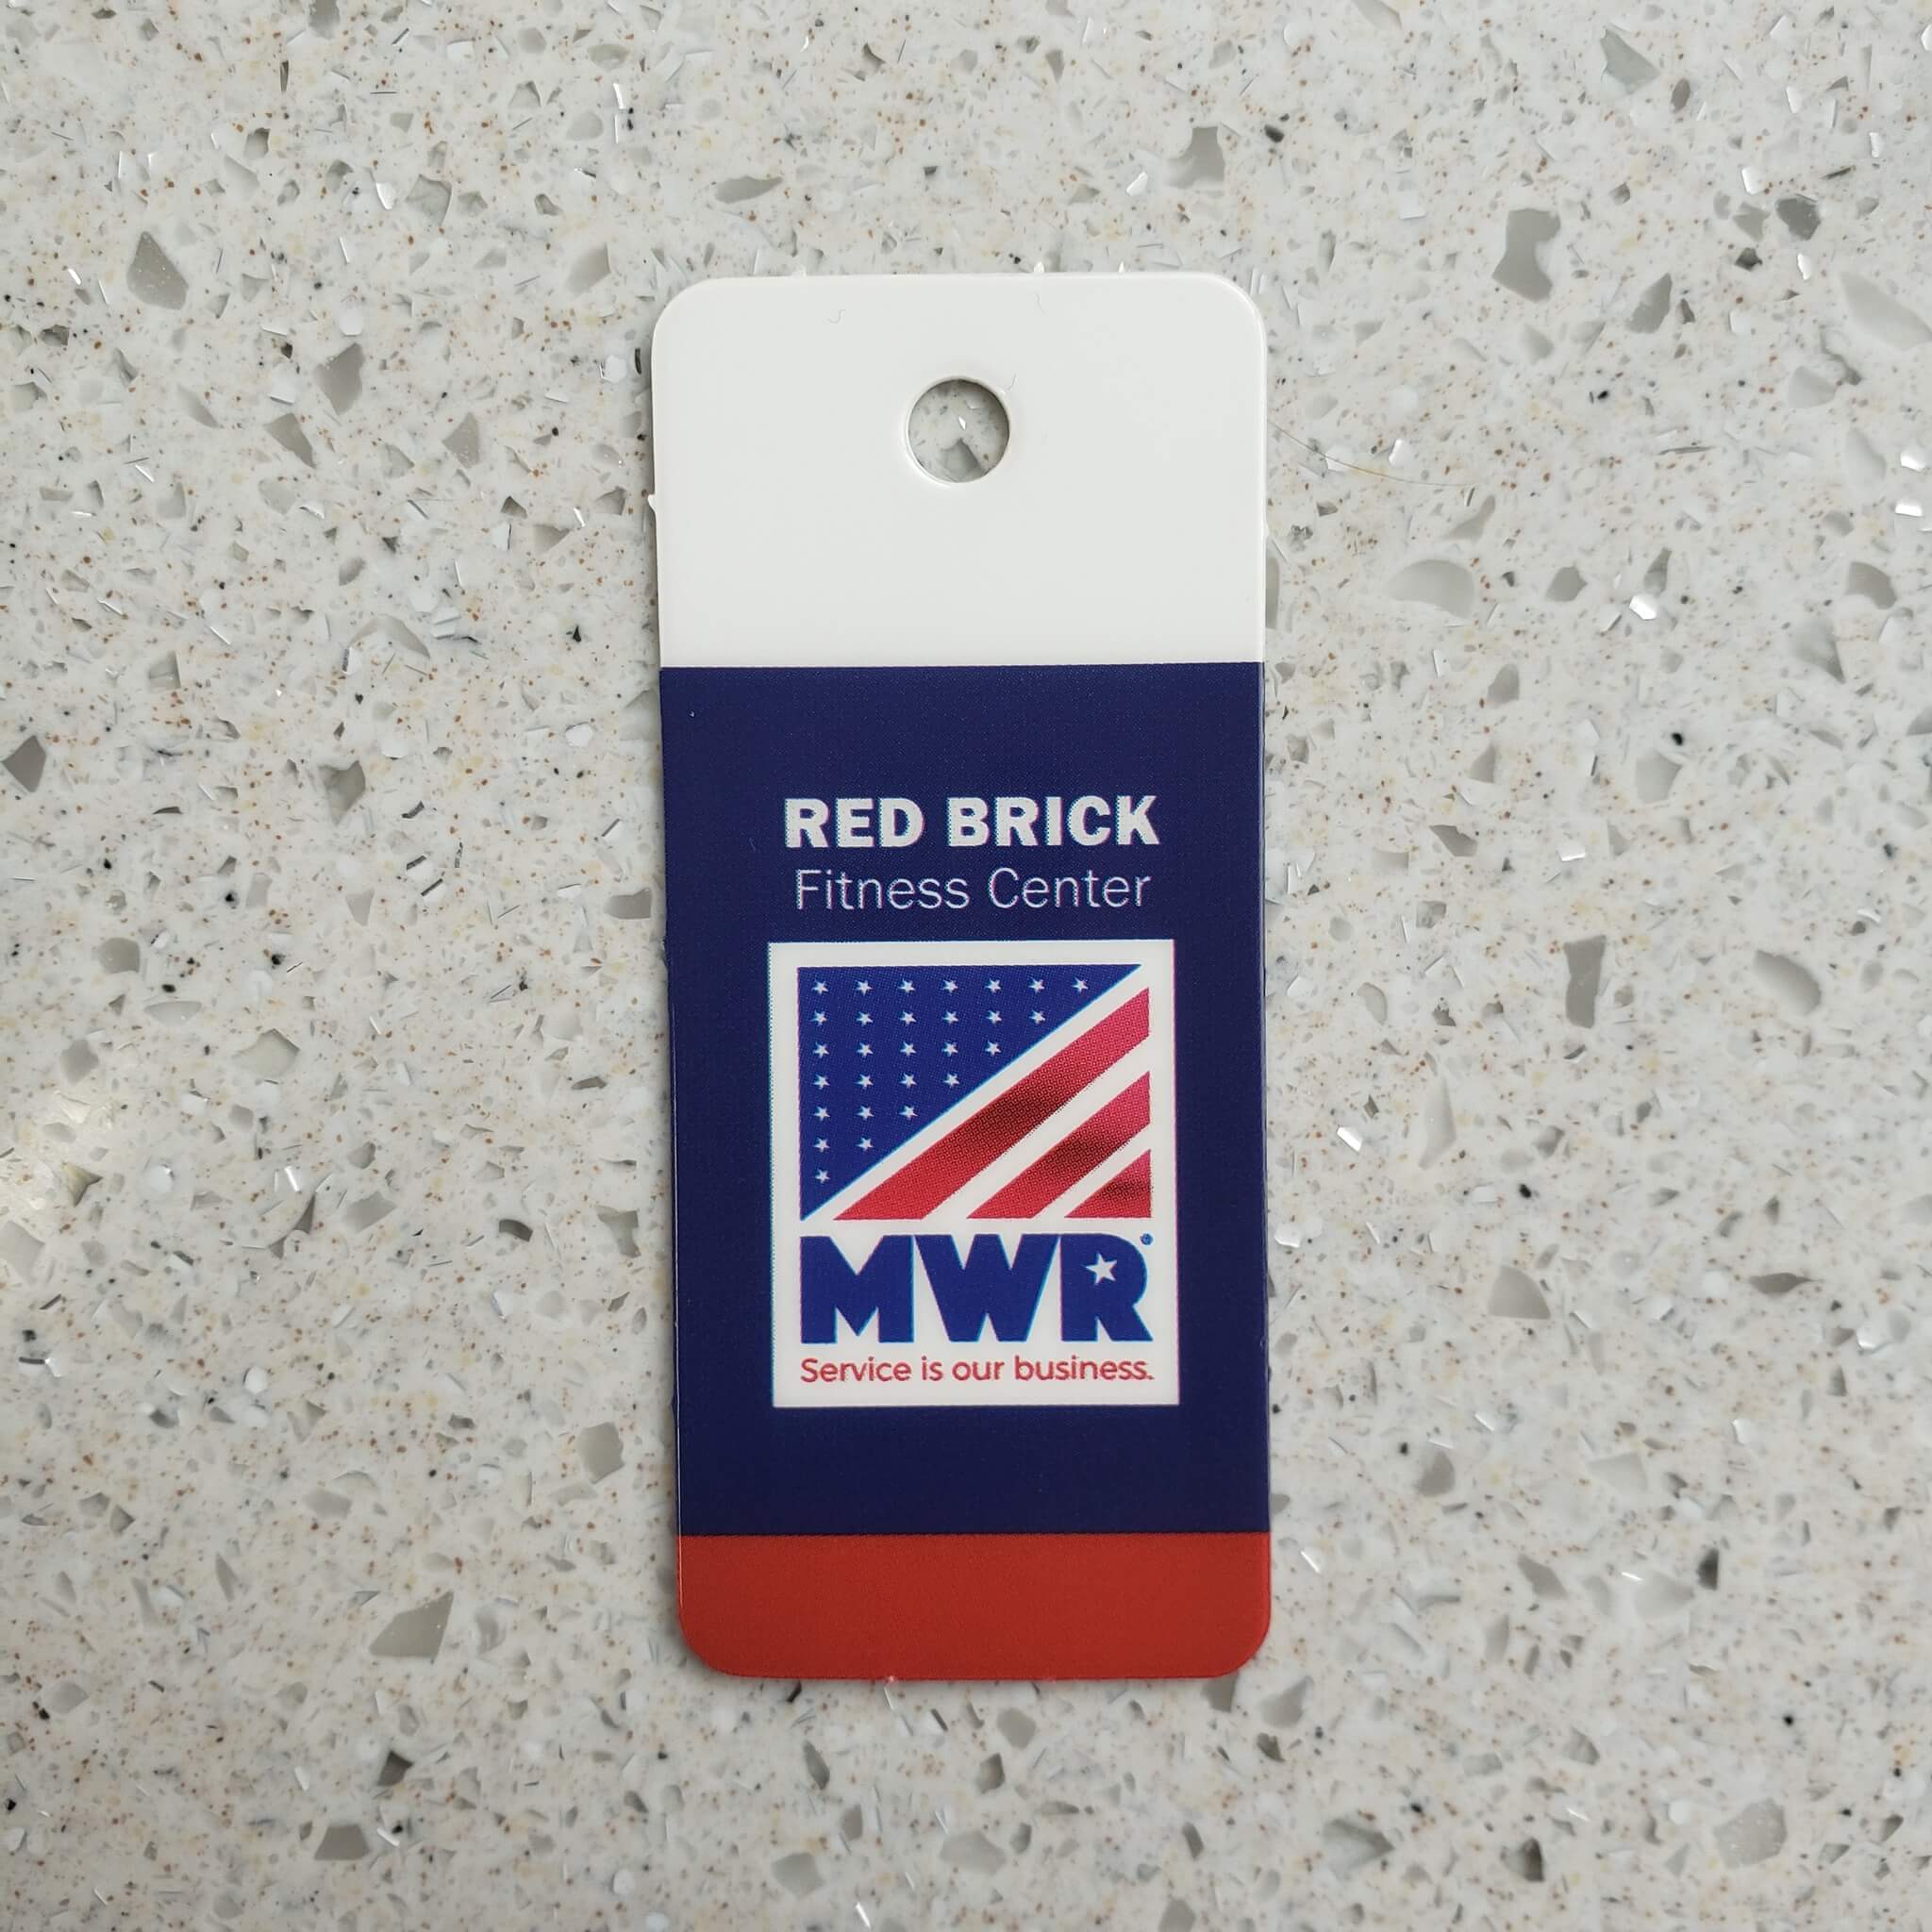 RED BRICK
Fitness Center
MWR®
Service is our business.